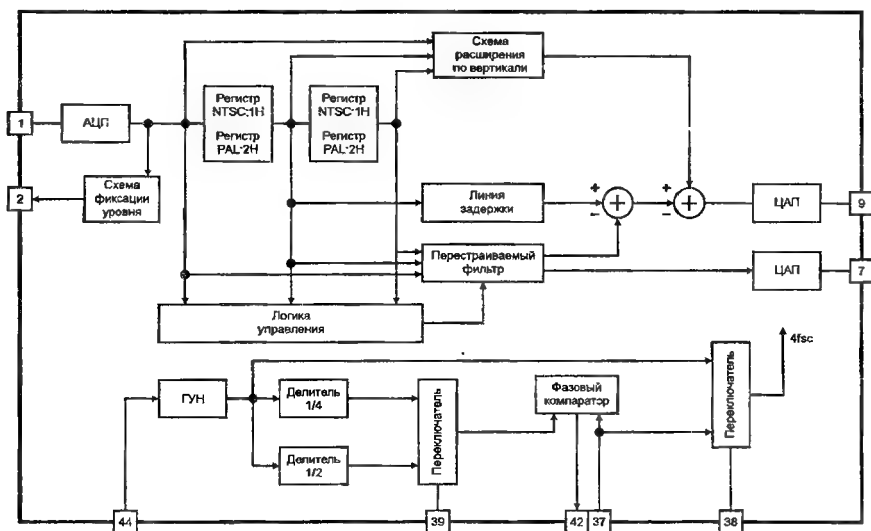 Схема
расширения
по вертикали
1
АЦП
Регистр
NTSC-1H
Регистр
PAL-2H
Регистр
NTSC-1H
Регистр
PAL-2H
2
Схема
фиксации
уровня
Линия
задержки
+
−
+
−
ЦАП
9
Перестраиваемый
фильтр
ЦАП
7
Логика
управления
4fsc
ГУН
Делитель
1/4
Делитель
1/2
Переключатель
Фазовый
компаратор
Переключатель
44
39
42
37
38